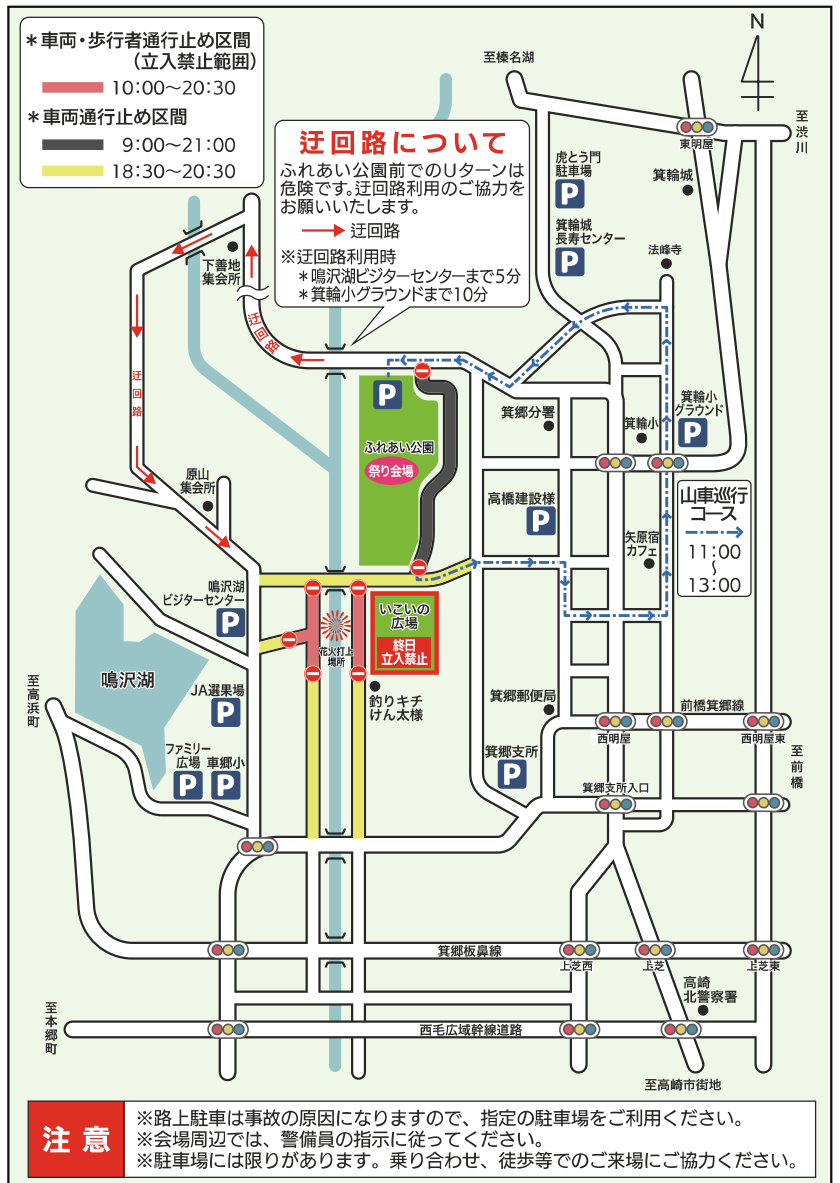 ＊車両・歩行者通行止め区間
（立入禁止範囲）
10:00〜20:30
＊車両通行止め区間
9:00〜21:00
18:30〜20:30
N
至榛名湖
至渋川
東明屋
迂回路について
ふれあい公園前でのUターンは
危険です。迂回路利用のご協力を
お願いいたします。
迂回路
※迂回路利用時
＊鳴沢湖ビジターセンターまで5分
＊箕輪小グラウンドまで10分
虎とう門
駐車場
P
箕輪城
箕輪城
長寿センター
P
法峰寺
下善地
集会所
迂回路
迂回路
P
箕郷分署
箕輪小
箕輪小
グラウンド
P
ふれあい公園
祭り会場
原山
集会所
高橋建設様
P
矢原宿
カフェ
山車巡行
コース
11:00
〜
13:00
鳴沢湖
ビジターセンター
P
いこいの
広場
終日
立入禁止
花火打上
場所
鳴沢湖
至高浜町
JA選果場
P
釣りキチ
けん太様
箕郷郵便局
前橋箕郷線
西明屋
西明屋東
至前橋
ファミリー
広場
P
車郷小
P
箕郷支所
P
箕郷支所入口
箕郷板鼻線
上芝西
上芝
上芝東
高崎
北警察署
至本郷町
西毛広域幹線道路
至高崎市街地
注意
※路上駐車は事故の原因になりますので、指定の駐車場をご利用ください。
※会場周辺では、警備員の指示に従ってください。
※駐車場には限りがあります。乗り合わせ、徒歩等でのご来場にご協力ください。